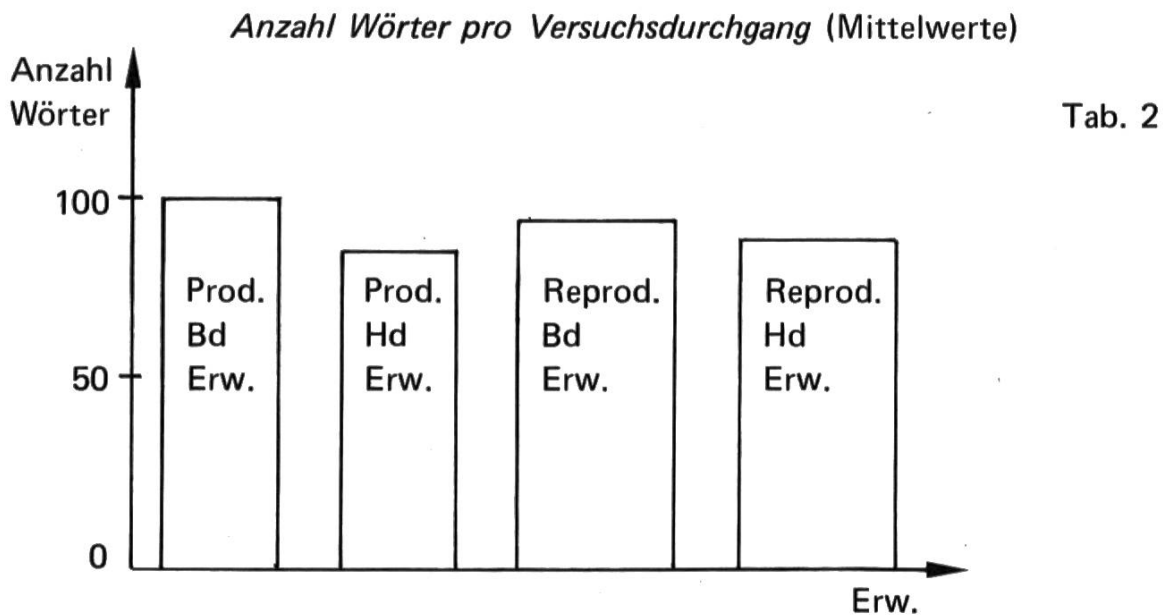 Anzahl Wörter pro Versuchsdurchgang (Mittelwerte)
Anzahl
Wörter
Tab. 2
100
50
0
Prod.
Bd
Erw.
Prod.
Hd
Erw.
Reprod.
Bd
Erw.
Reprod.
Hd
Erw.
Erw.